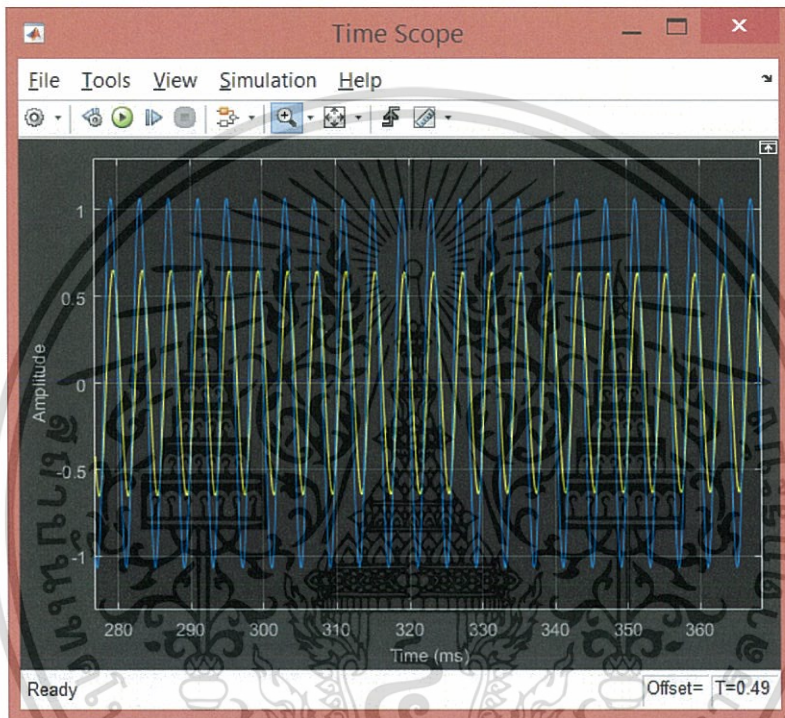 Time Scope
File Tools View Simulation Help
1
0.5
0
-0.5
-1
Amplitude
280 290 300 310 320 330 340 350 360
Time (ms)
Ready
Offset= T=0.49